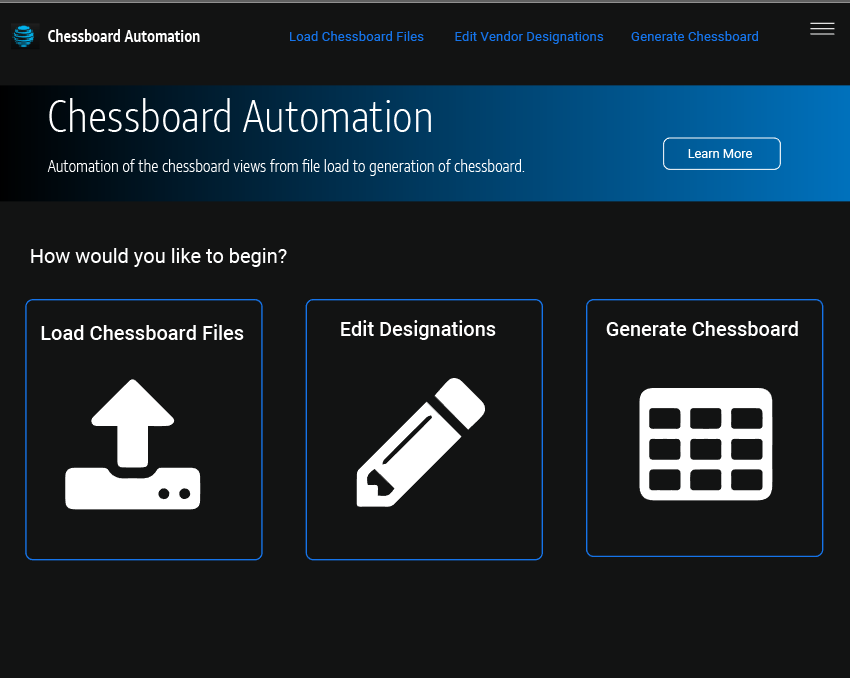 Chessboard Automation
Load Chessboard Files
Edit Vendor Designations
Generate Chessboard
Chessboard Automation
Automation of the chessboard views from file load to generation of chessboard.
Learn More
How would you like to begin?
Load Chessboard Files
Edit Designations
Generate Chessboard